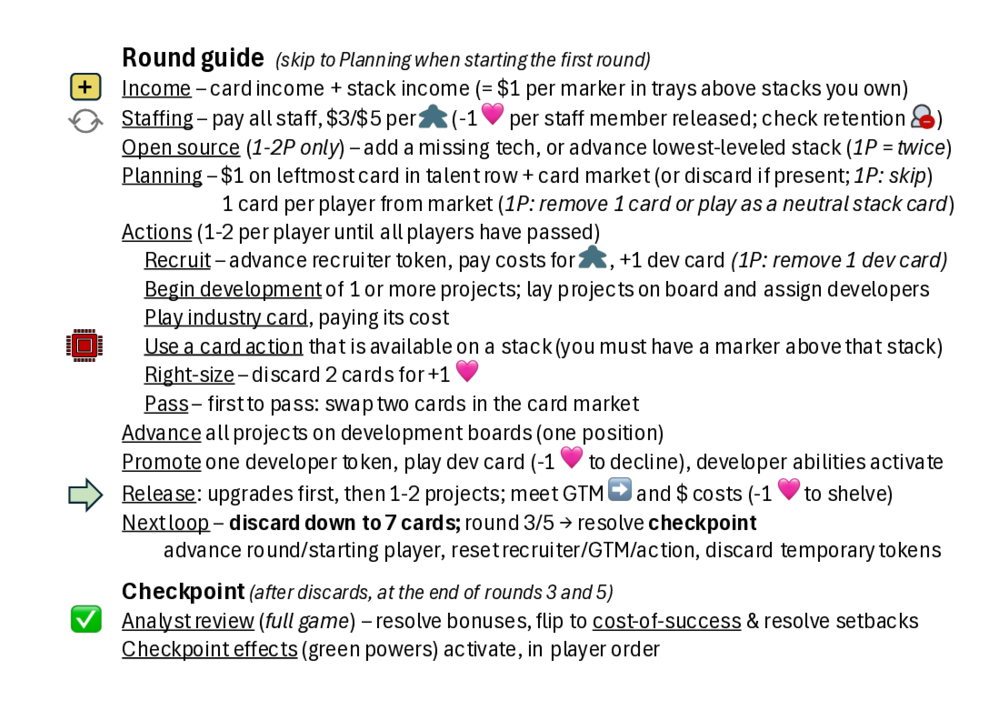 Round guide (skip to Planning when starting the first round)
Income – card income + stack income (= $1 per marker in trays above stacks you own)
Staffing – pay all staff, $3/$5 per (-1 per staff member released; check retention )
Open source (1-2P only) – add a missing tech, or advance lowest-leveled stack (1P = twice)
Planning – $1 on leftmost card in talent row + card market (or discard if present; 1P: skip)
1 card per player from market (1P: remove 1 card or play as a neutral stack card)
Actions (1-2 per player until all players have passed)
Recruit – advance recruiter token, pay costs for , +1 dev card (1P: remove 1 dev card)
Begin development of 1 or more projects; lay projects on board and assign developers
Play industry card, paying its cost
Use a card action that is available on a stack (you must have a marker above that stack)
Right-size – discard 2 cards for +1
Pass – first to pass: swap two cards in the card market
Advance all projects on development boards (one position)
Promote one developer token, play dev card (-1 to decline), developer abilities activate
Release: upgrades first, then 1-2 projects; meet GTM ➡ and $ costs (-1 to shelve)
Next loop – discard down to 7 cards; round 3/5 → resolve checkpoint
advance round/starting player, reset recruiter/GTM/action, discard temporary tokens
Checkpoint (after discards, at the end of rounds 3 and 5)
Analyst review (full game) – resolve bonuses, flip to cost-of-success & resolve setbacks
Checkpoint effects (green powers) activate, in player order